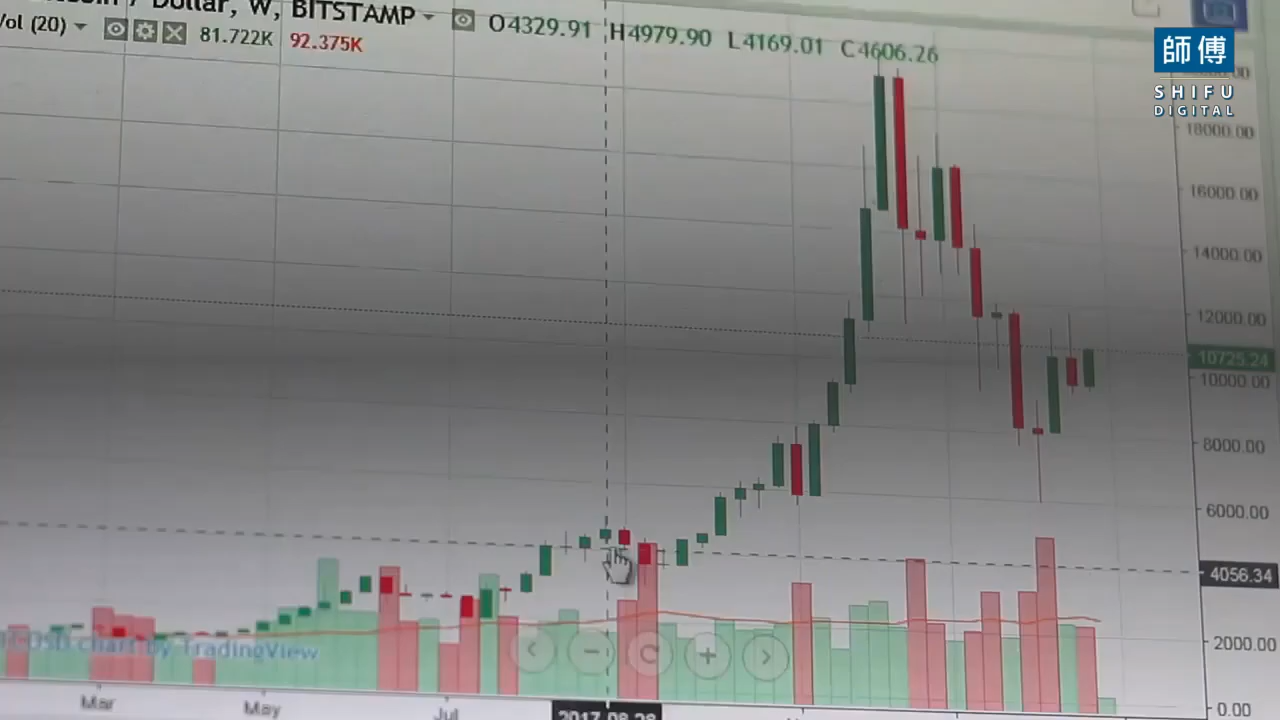 Dollar, W, BITSTAMP O4329.91 H4979.90 L4169.01 C4606.26
Vol (20) 81.722K 92.375K
師傅
SHIFU
DIGITAL
18000.00
16000.00
14000.00
12000.00
10725.24
10000.00
8000.00
6000.00
4056.34
2000.00
0.00
chart by TradingView
Mar May Jul 2017-08-28